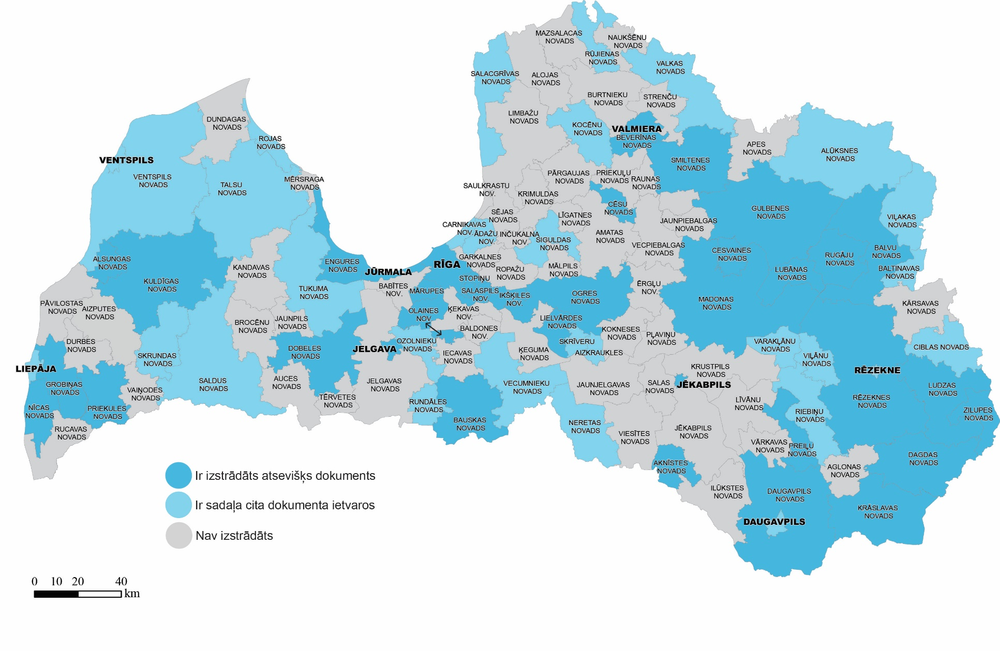 MAZSALACAS
NOVADS
NAUKŠĒNU
NOVADS
RŪJIENAS
NOVADS
VALKAS
NOVADS
SALACGRĪVAS
NOVADS
ALOJAS
NOVADS
BURTNIEKU
NOVADS
STRENČU
NOVADS
LIMBAŽU
NOVADS
KOCĒNU
NOVADS
VALMIERA
BEVERĪNAS
NOVADS
DUNDAGAS
NOVADS
ROJAS
NOVADS
APES
NOVADS
ALŪKSNES
NOVADS
VENTSPILS
VENTSPILS
NOVADS
TALSU
NOVADS
MĒRSRAGA
NOVADS
SMILTENES
NOVADS
PĀRGAUJAS
NOVADS
PRIEKUĻU
NOVADS
RAUNAS
NOVADS
SAULKRASTU
NOV.
KRIMULDAS
NOVADS
CĒSU
NOVADS
GULBENES
NOVADS
SĒJAS
NOVADS
LĪGATNES
NOVADS
JAUNPIEBALGAS
NOVADS
VIĻAKAS
NOVADS
CARNIKAVAS
NOV.
ĀDAŽU
NOV.
INČUKALNA
NOV.
SIGULDAS
NOVADS
AMATAS
NOVADS
VECPIEBALGAS
NOVADS
CESVAINES
NOVADS
RUGĀJU
NOVADS
BALVU
NOVADS
ALSUNGAS
NOVADS
KANDAVAS
NOVADS
ENGURES
NOVADS
JŪRMALA
RĪGA
GARKALNES
NOVADS
ROPAŽU
NOVADS
MĀLPILS
NOVADS
LUBĀNAS
NOVADS
BALTINAVAS
NOVADS
KULDĪGAS
NOVADS
TUKUMA
NOVADS
BABĪTES
NOV.
MĀRUPES
STOPIŅU
SALASPILS
NOV.
IKŠĶILES
NOV.
OGRES
NOVADS
ĒRGĻU
NOV.
MADONAS
NOVADS
KĀRSAVAS
NOVADS
PĀVILOSTAS
NOVADS
AIZPUTES
NOVADS
BROCĒNU
NOVADS
JAUNPILS
NOVADS
OLAINES
NOV.
ĶEKAVAS
NOV.
BALDONES
NOV.
LIELVĀRDES
NOVADS
KOKNESES
NOVADS
PĻAVIŅU
NOVADS
DURBES
NOVADS
SKRUNDAS
NOVADS
DOBELES
NOVADS
JELGAVA
OZOLNIEKU
NOVADS
IECAVAS
NOVADS
ĶEGUMA
NOVADS
SKRĪVERU
AIZKRAUKLES
VARAKĻĀNU
NOVADS
VIĻĀNU
NOVADS
CIBLAS NOVADS
LIEPĀJA
GROBIŅAS
NOVADS
VAIŅODES
NOVADS
SALDUS
NOVADS
AUCES
NOVADS
JELGAVAS
NOVADS
VECUMNIEKU
NOVADS
JAUNJELGAVAS
NOVADS
SALAS
NOVADS
KRUSTPILS
NOVADS
JĒKABPILS
RĒZEKNE
LUDZAS
NOVADS
NĪCAS
NOVADS
PRIEKULES
NOVADS
TĒRVETES
NOVADS
RUNDĀLES
NOVADS
BAUSKAS
NOVADS
LĪVĀNU
NOVADS
RIEBIŅU
NOVADS
RĒZEKNES
NOVADS
ZILUPES
NOVADS
RUCAVAS
NOVADS
NERETAS
NOVADS
VIESĪTES
NOVADS
JĒKABPILS
NOVADS
VĀRKAVAS
NOVADS
PREIĻU
NOVADS
DAGDAS
NOVADS
AKNĪSTES
NOVADS
AGLONAS
NOVADS
ILŪKSTES
NOVADS
DAUGAVPILS
NOVADS
KRĀSLAVAS
NOVADS
DAUGAVPILS
Ir izstrādāts atsevišķs dokuments
Ir sadaļa cita dokumenta ietvaros
Nav izstrādāts
0 10 20 40
km